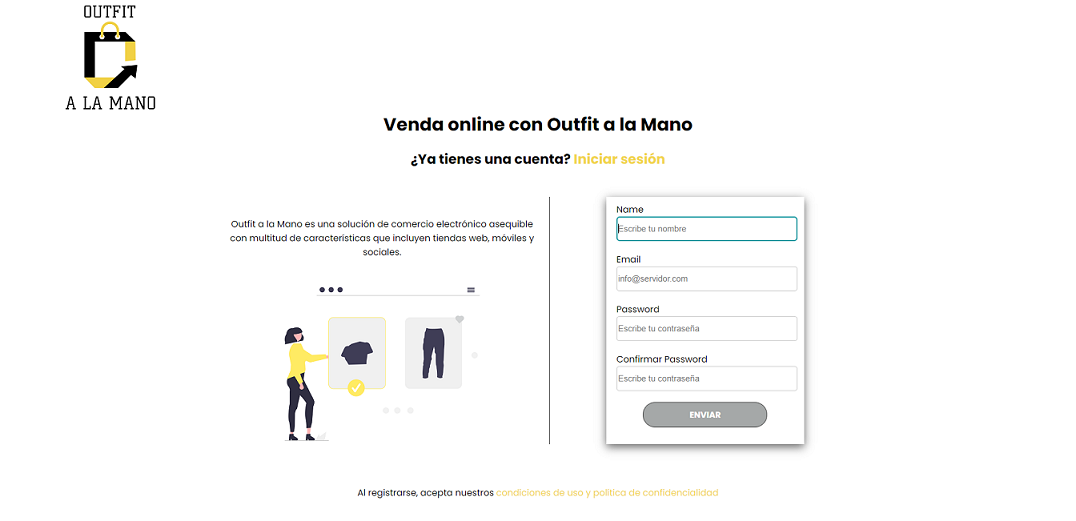 OUTFIT
A LA MANO
Venda online con Outfit a la Mano
¿Ya tienes una cuenta? Iniciar sesión
Outfit a la Mano es una solución de comercio electrónico asequible
con multitud de características que incluyen tiendas web, móviles y
sociales.
Name
Escribe tu nombre
Email
info@servidor.com
Password
Escribe tu contraseña
Confirmar Password
Escribe tu contraseña
ENVIAR
Al registrarse, acepta nuestros condiciones de uso y politica de confidencialidad